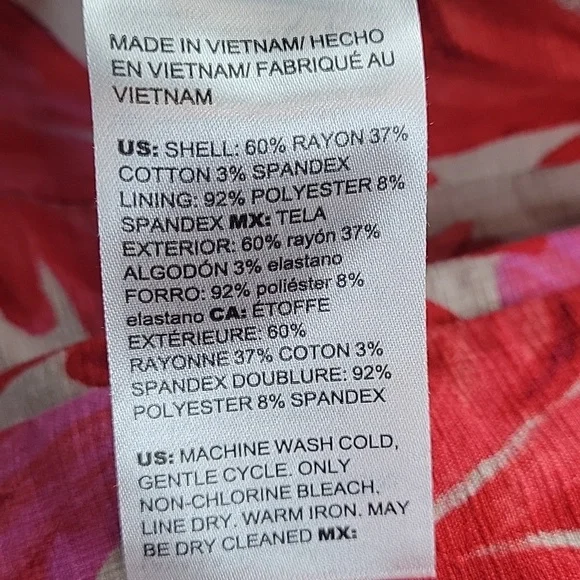 MADE IN VIETNAM/ HECHO
EN VIETNAM/ FABRIQUÉ AU
VIETNAM
US: SHELL: 60% RAYON 37%
COTTON 3% SPANDEX
LINING: 92% POLYESTER 8%
SPANDEX MX: TELA
EXTERIOR: 60% rayón 37%
ALGODÓN 3% elastano
FORRO: 92% poliéster 8%
elastano CA: ÉTOFFE
EXTÉRIEURE: 60%
RAYONNE 37% COTON 3%
SPANDEX DOUBLURE: 92%
POLYESTER 8% SPANDEX
US: MACHINE WASH COLD,
GENTLE CYCLE. ONLY
NON-CHLORINE BLEACH.
LINE DRY. WARM IRON. MAY
BE DRY CLEANED MX: